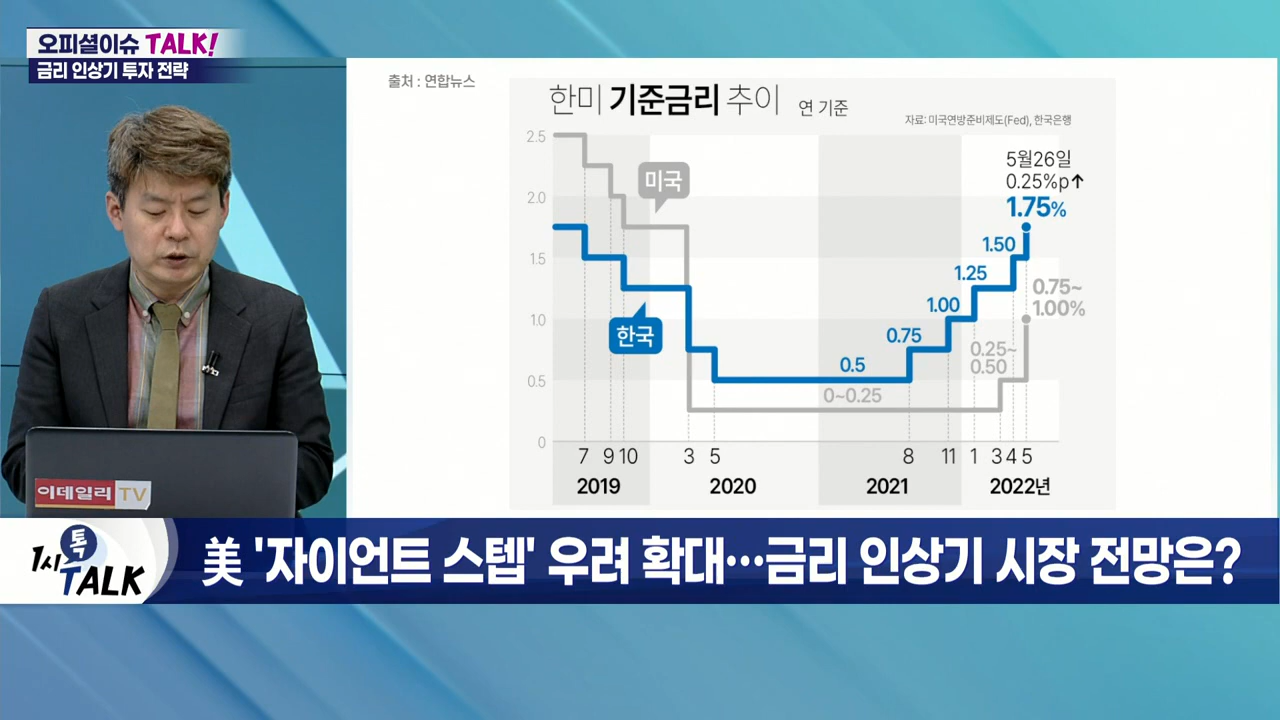 오피셜이슈 TALK!
금리 인상기 투자 전략
출처 : 연합뉴스
한미 기준금리 추이 연 기준
자료: 미국연방준비제도(Fed), 한국은행
2.5
2.0
1.5
1.0
0.5
0
미국
한국
5월26일
0.25%p↑
1.75%
1.50
1.25
1.00
0.75
0.5
0~0.25
0.25~
0.50
0.75~
1.00%
7 9 10 3 5 8 11 1 3 4 5
2019 2020 2021 2022년
이데일리 TV
1시 톡 TALK
美 '자이언트 스텝' 우려 확대…금리 인상기 시장 전망은?